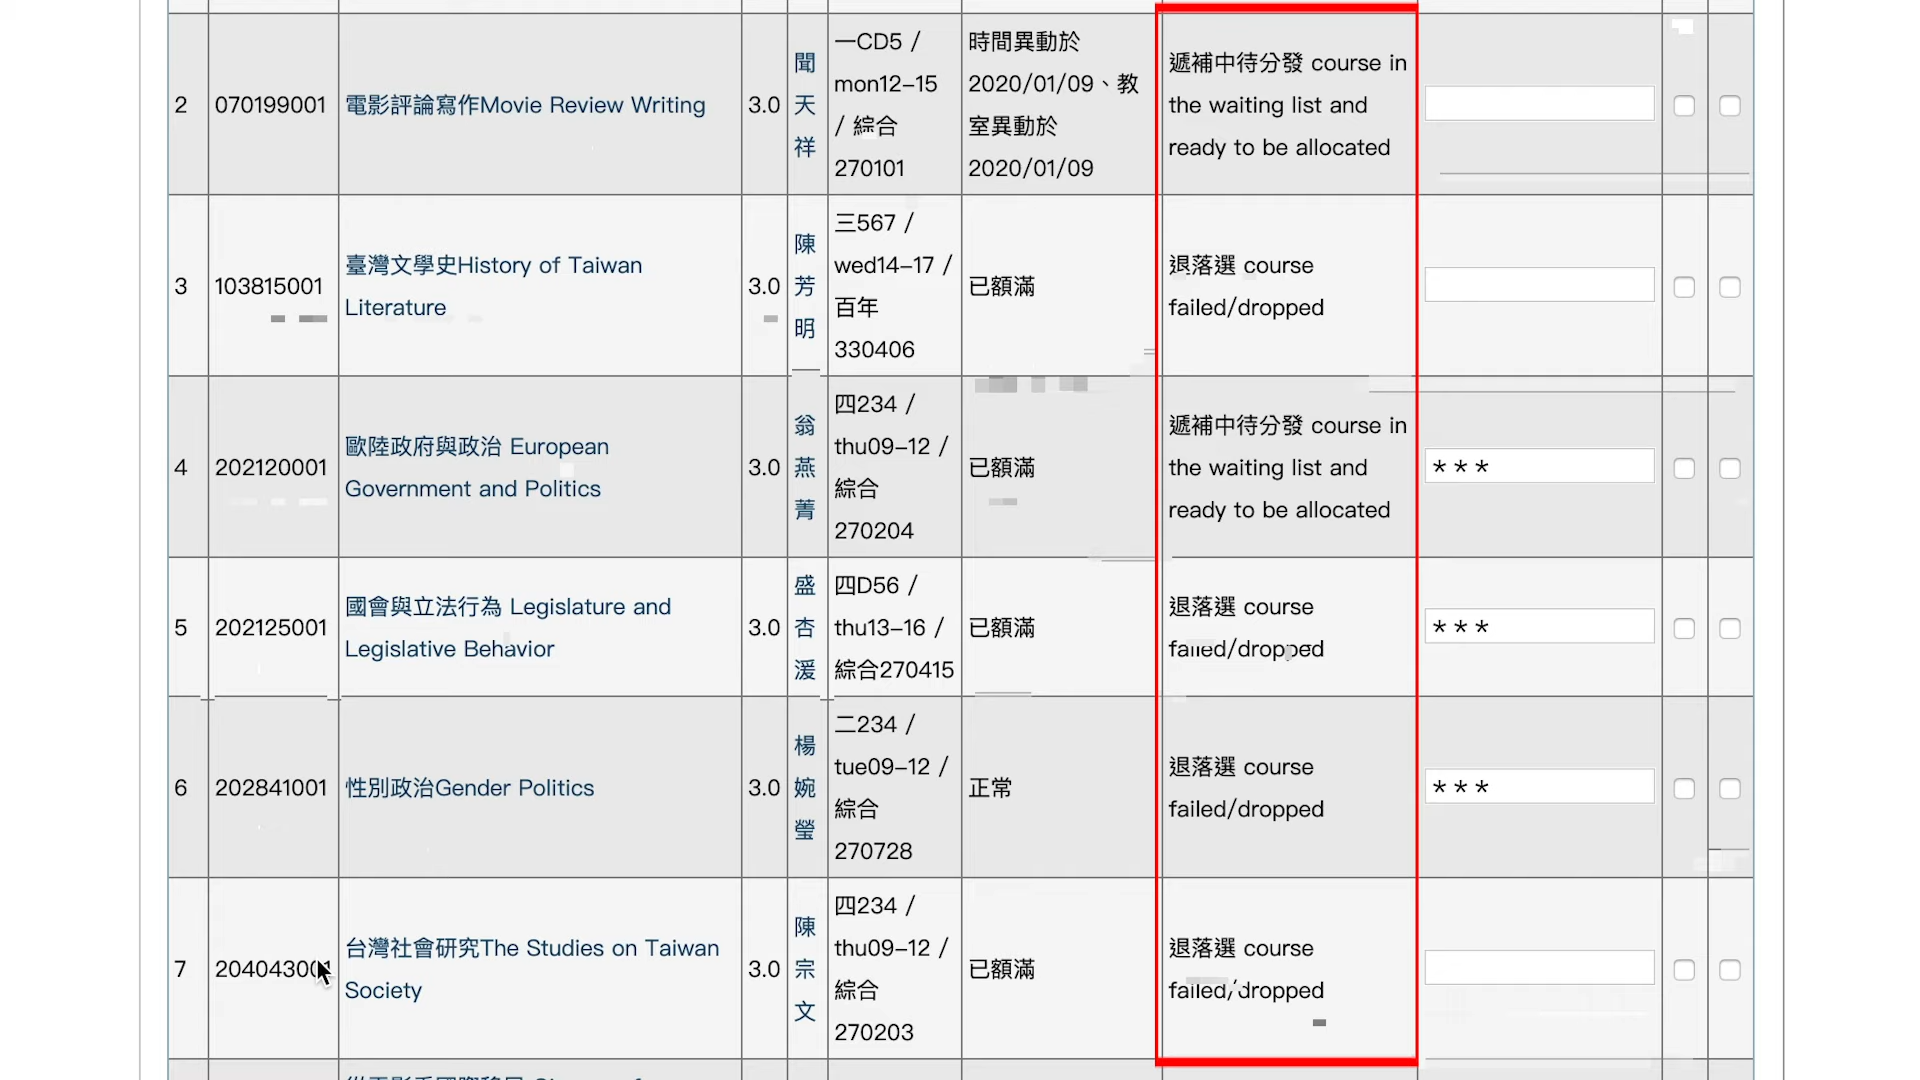 2
070199001
電影評論寫作Movie Review Writing
3.0
聞
天
祥
一CD5 /
mon12–15
/ 綜合
270101
時間異動於
2020/01/09、教
室異動於
2020/01/09
遞補中待分發 course in
the waiting list and
ready to be allocated
3
103815001
臺灣文學史History of Taiwan
Literature
3.0
陳
芳
明
三567 /
wed14–17 /
百年
330406
已額滿
退落選 course
failed/dropped
4
202120001
歐陸政府與政治 European
Government and Politics
3.0
翁
燕
菁
四234 /
thu09–12 /
綜合
270204
已額滿
遞補中待分發 course in
the waiting list and
ready to be allocated
***
5
202125001
國會與立法行為 Legislature and
Legislative Behavior
3.0
盛
杏
湲
四D56 /
thu13–16 /
綜合270415
已額滿
退落選 course
failed/dropped
***
6
202841001
性別政治Gender Politics
3.0
楊
婉
瑩
二234 /
tue09–12 /
綜合
270728
正常
退落選 course
failed/dropped
***
7
204043001
台灣社會研究The Studies on Taiwan
Society
3.0
陳
宗
文
四234 /
thu09–12 /
綜合
270203
已額滿
退落選 course
failed/dropped